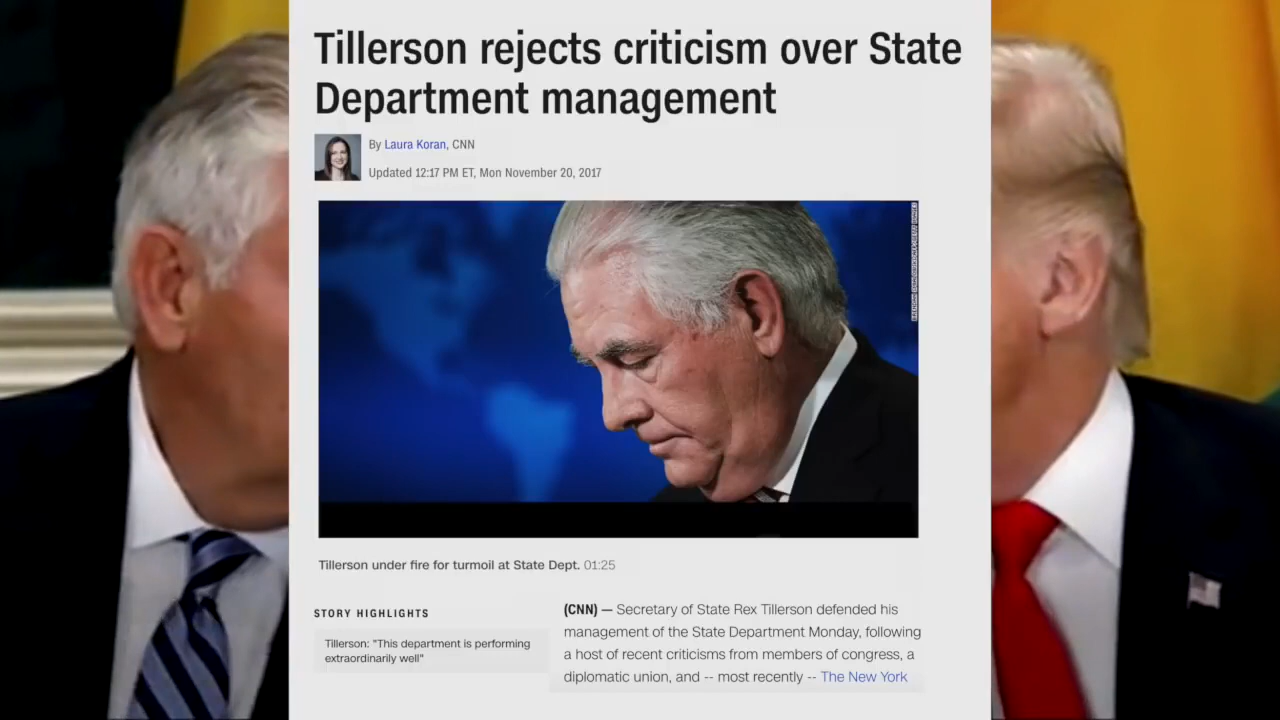 Tillerson rejects criticism over State
Department management
By Laura Koran, CNN
Updated 12:17 PM ET, Mon November 20, 2017
Tillerson under fire for turmoil at State Dept. 01:25
STORY HIGHLIGHTS
Tillerson: "This department is performing
extraordinarily well"
(CNN) — Secretary of State Rex Tillerson defended his
management of the State Department Monday, following
a host of recent criticisms from members of congress, a
diplomatic union, and -- most recently -- The New York